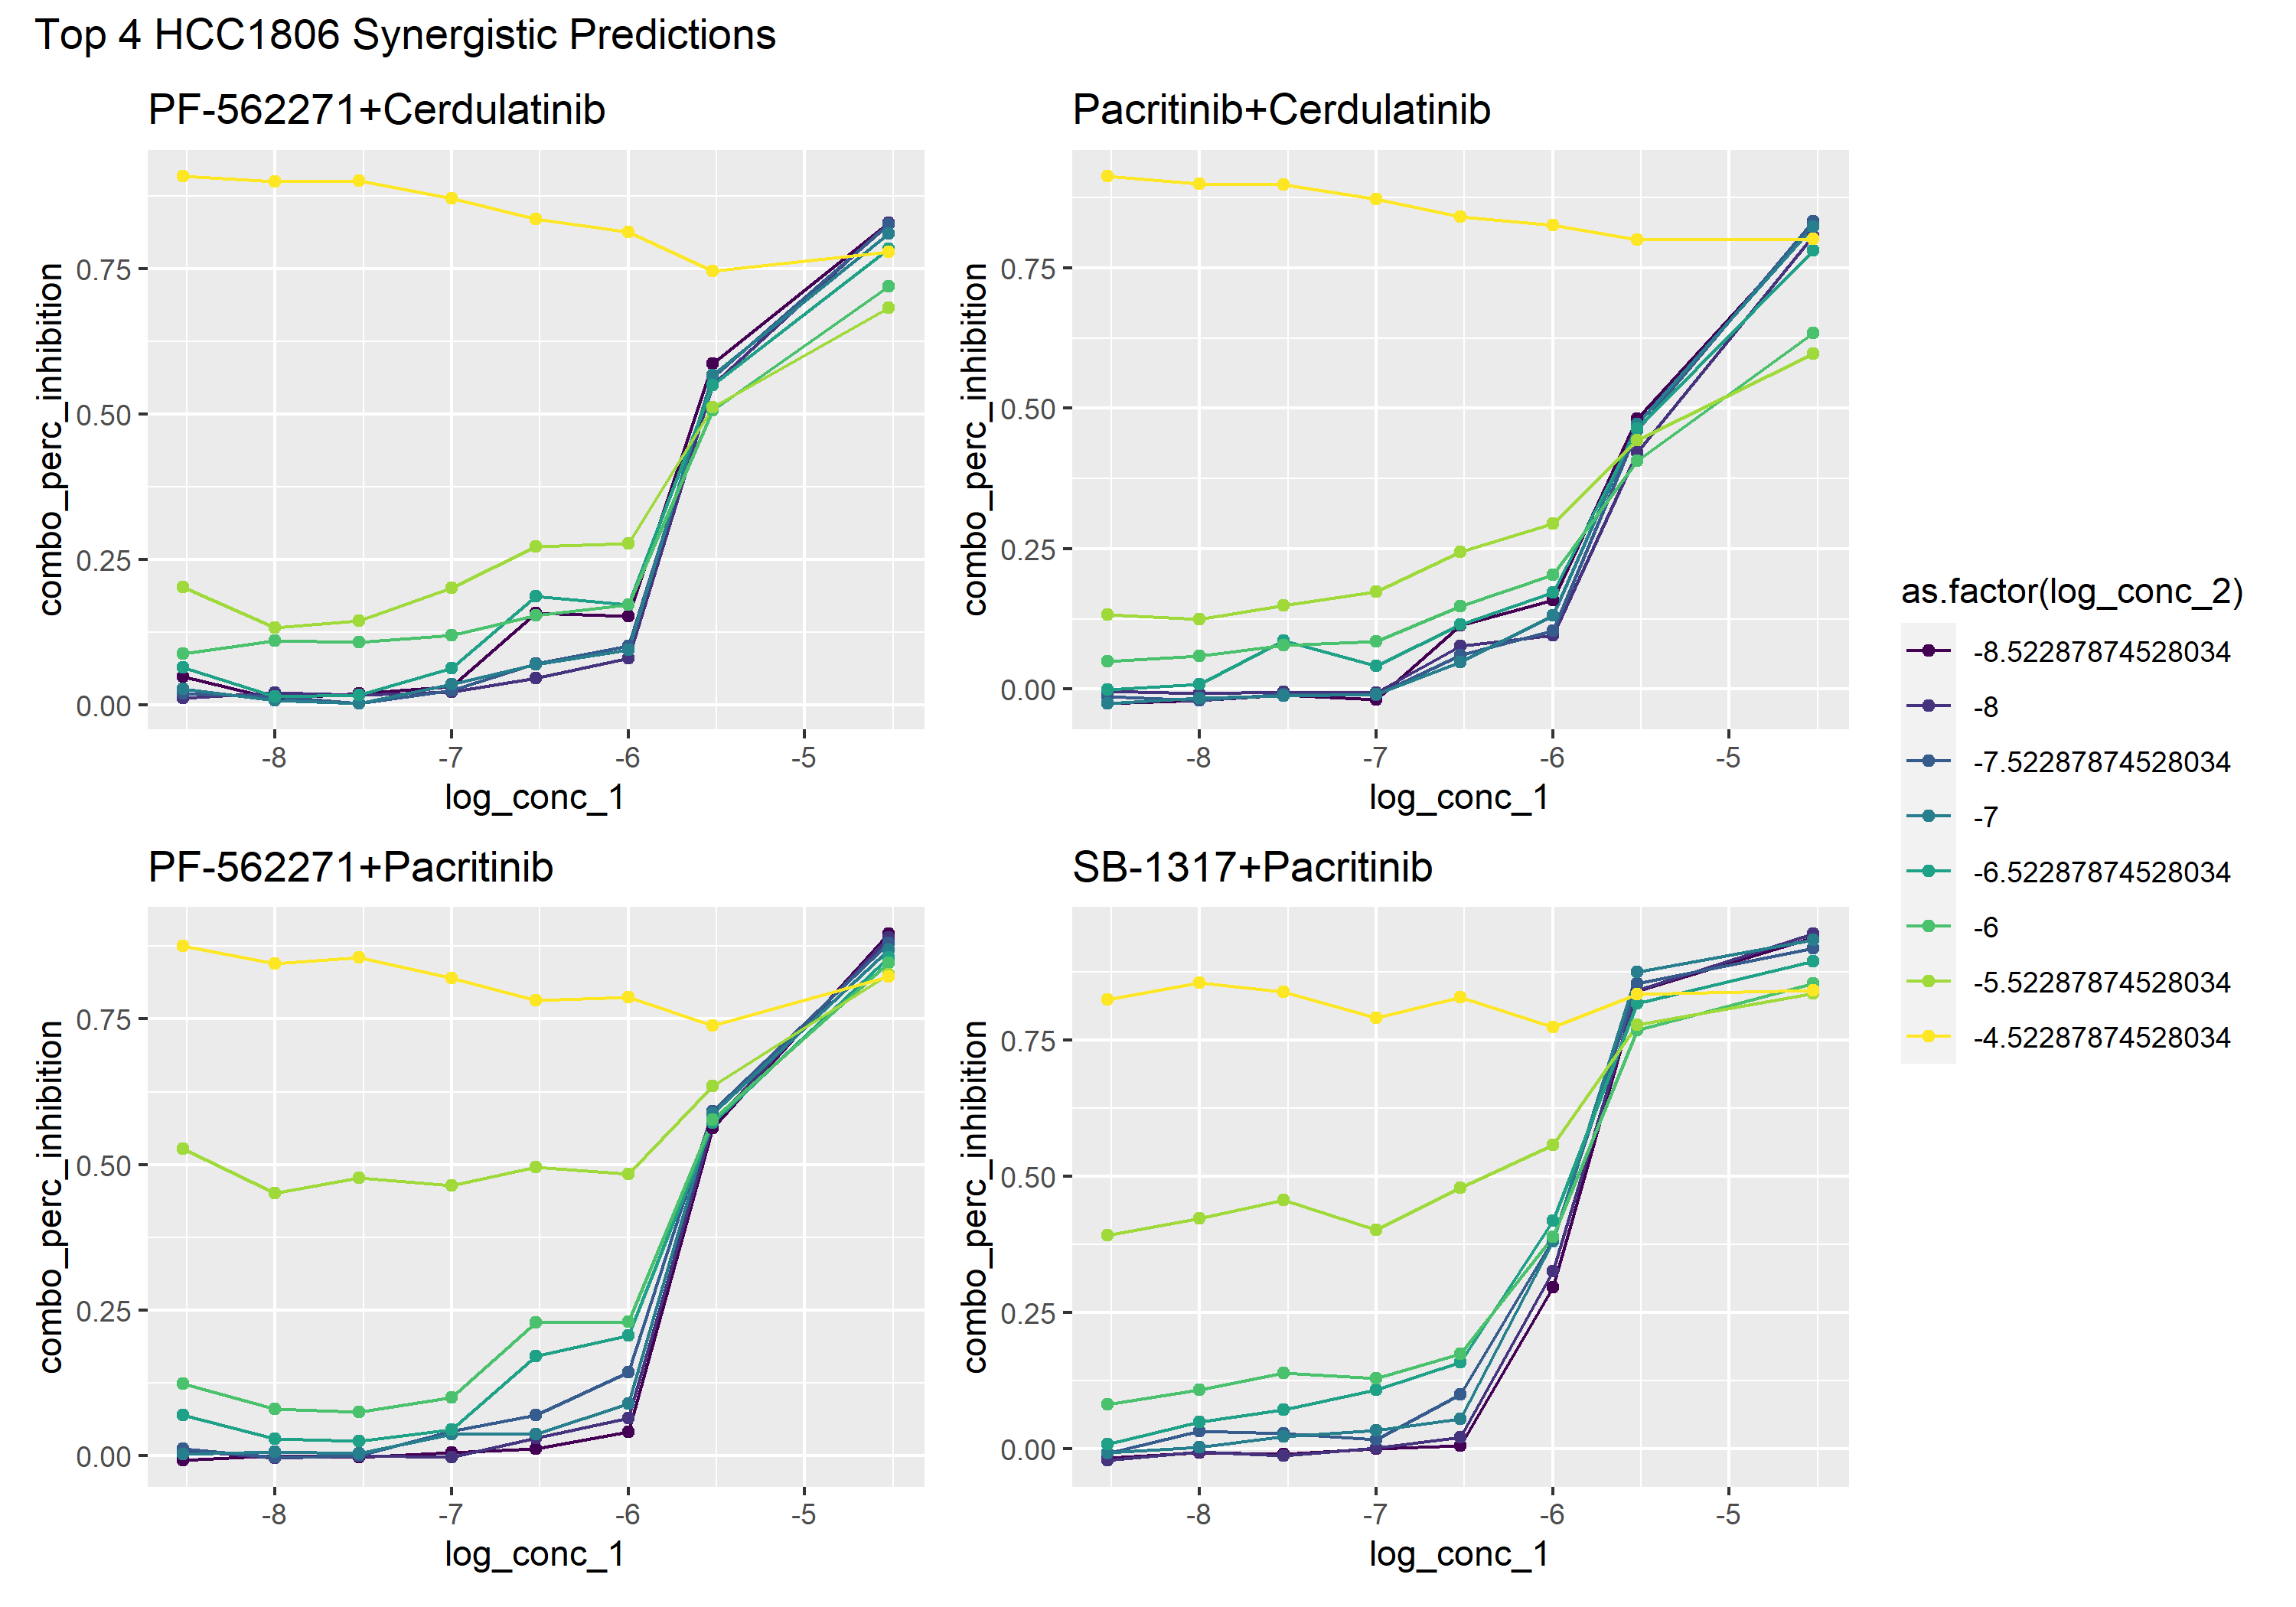 Top 4 HCC1806 Synergistic Predictions
PF-562271+Cerdulatinib
combo_perc_inhibition
0.75
0.50
0.25
0.00
-8
-7
-6
-5
log_conc_1
Pacritinib+Cerdulatinib
combo_perc_inhibition
0.75
0.50
0.25
0.00
-8
-7
-6
-5
log_conc_1
PF-562271+Pacritinib
combo_perc_inhibition
0.75
0.50
0.25
0.00
-8
-7
-6
-5
log_conc_1
SB-1317+Pacritinib
combo_perc_inhibition
0.75
0.50
0.25
0.00
-8
-7
-6
-5
log_conc_1
as.factor(log_conc_2)
-8.52287874528034
-8
-7.52287874528034
-7
-6.52287874528034
-6
-5.52287874528034
-4.52287874528034